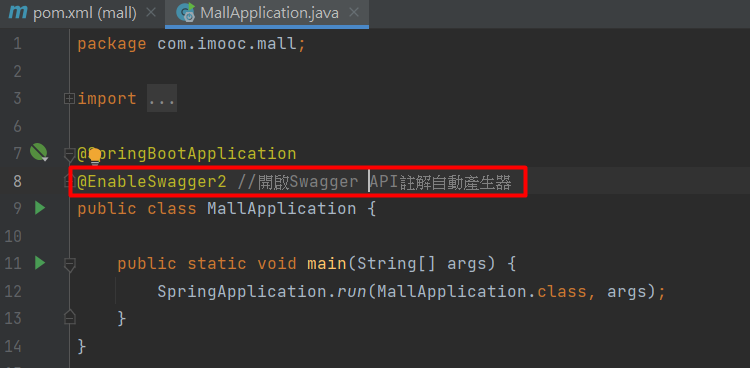 pom.xml (mall) MallApplication.java
1 package com.imooc.mall;
2
3 import ...
6
7 @SpringBootApplication
8 @EnableSwagger2 //開啟Swagger API註解自動產生器
9 public class MallApplication {
10
11 public static void main(String[] args) {
12 SpringApplication.run(MallApplication.class, args);
13 }
14 }